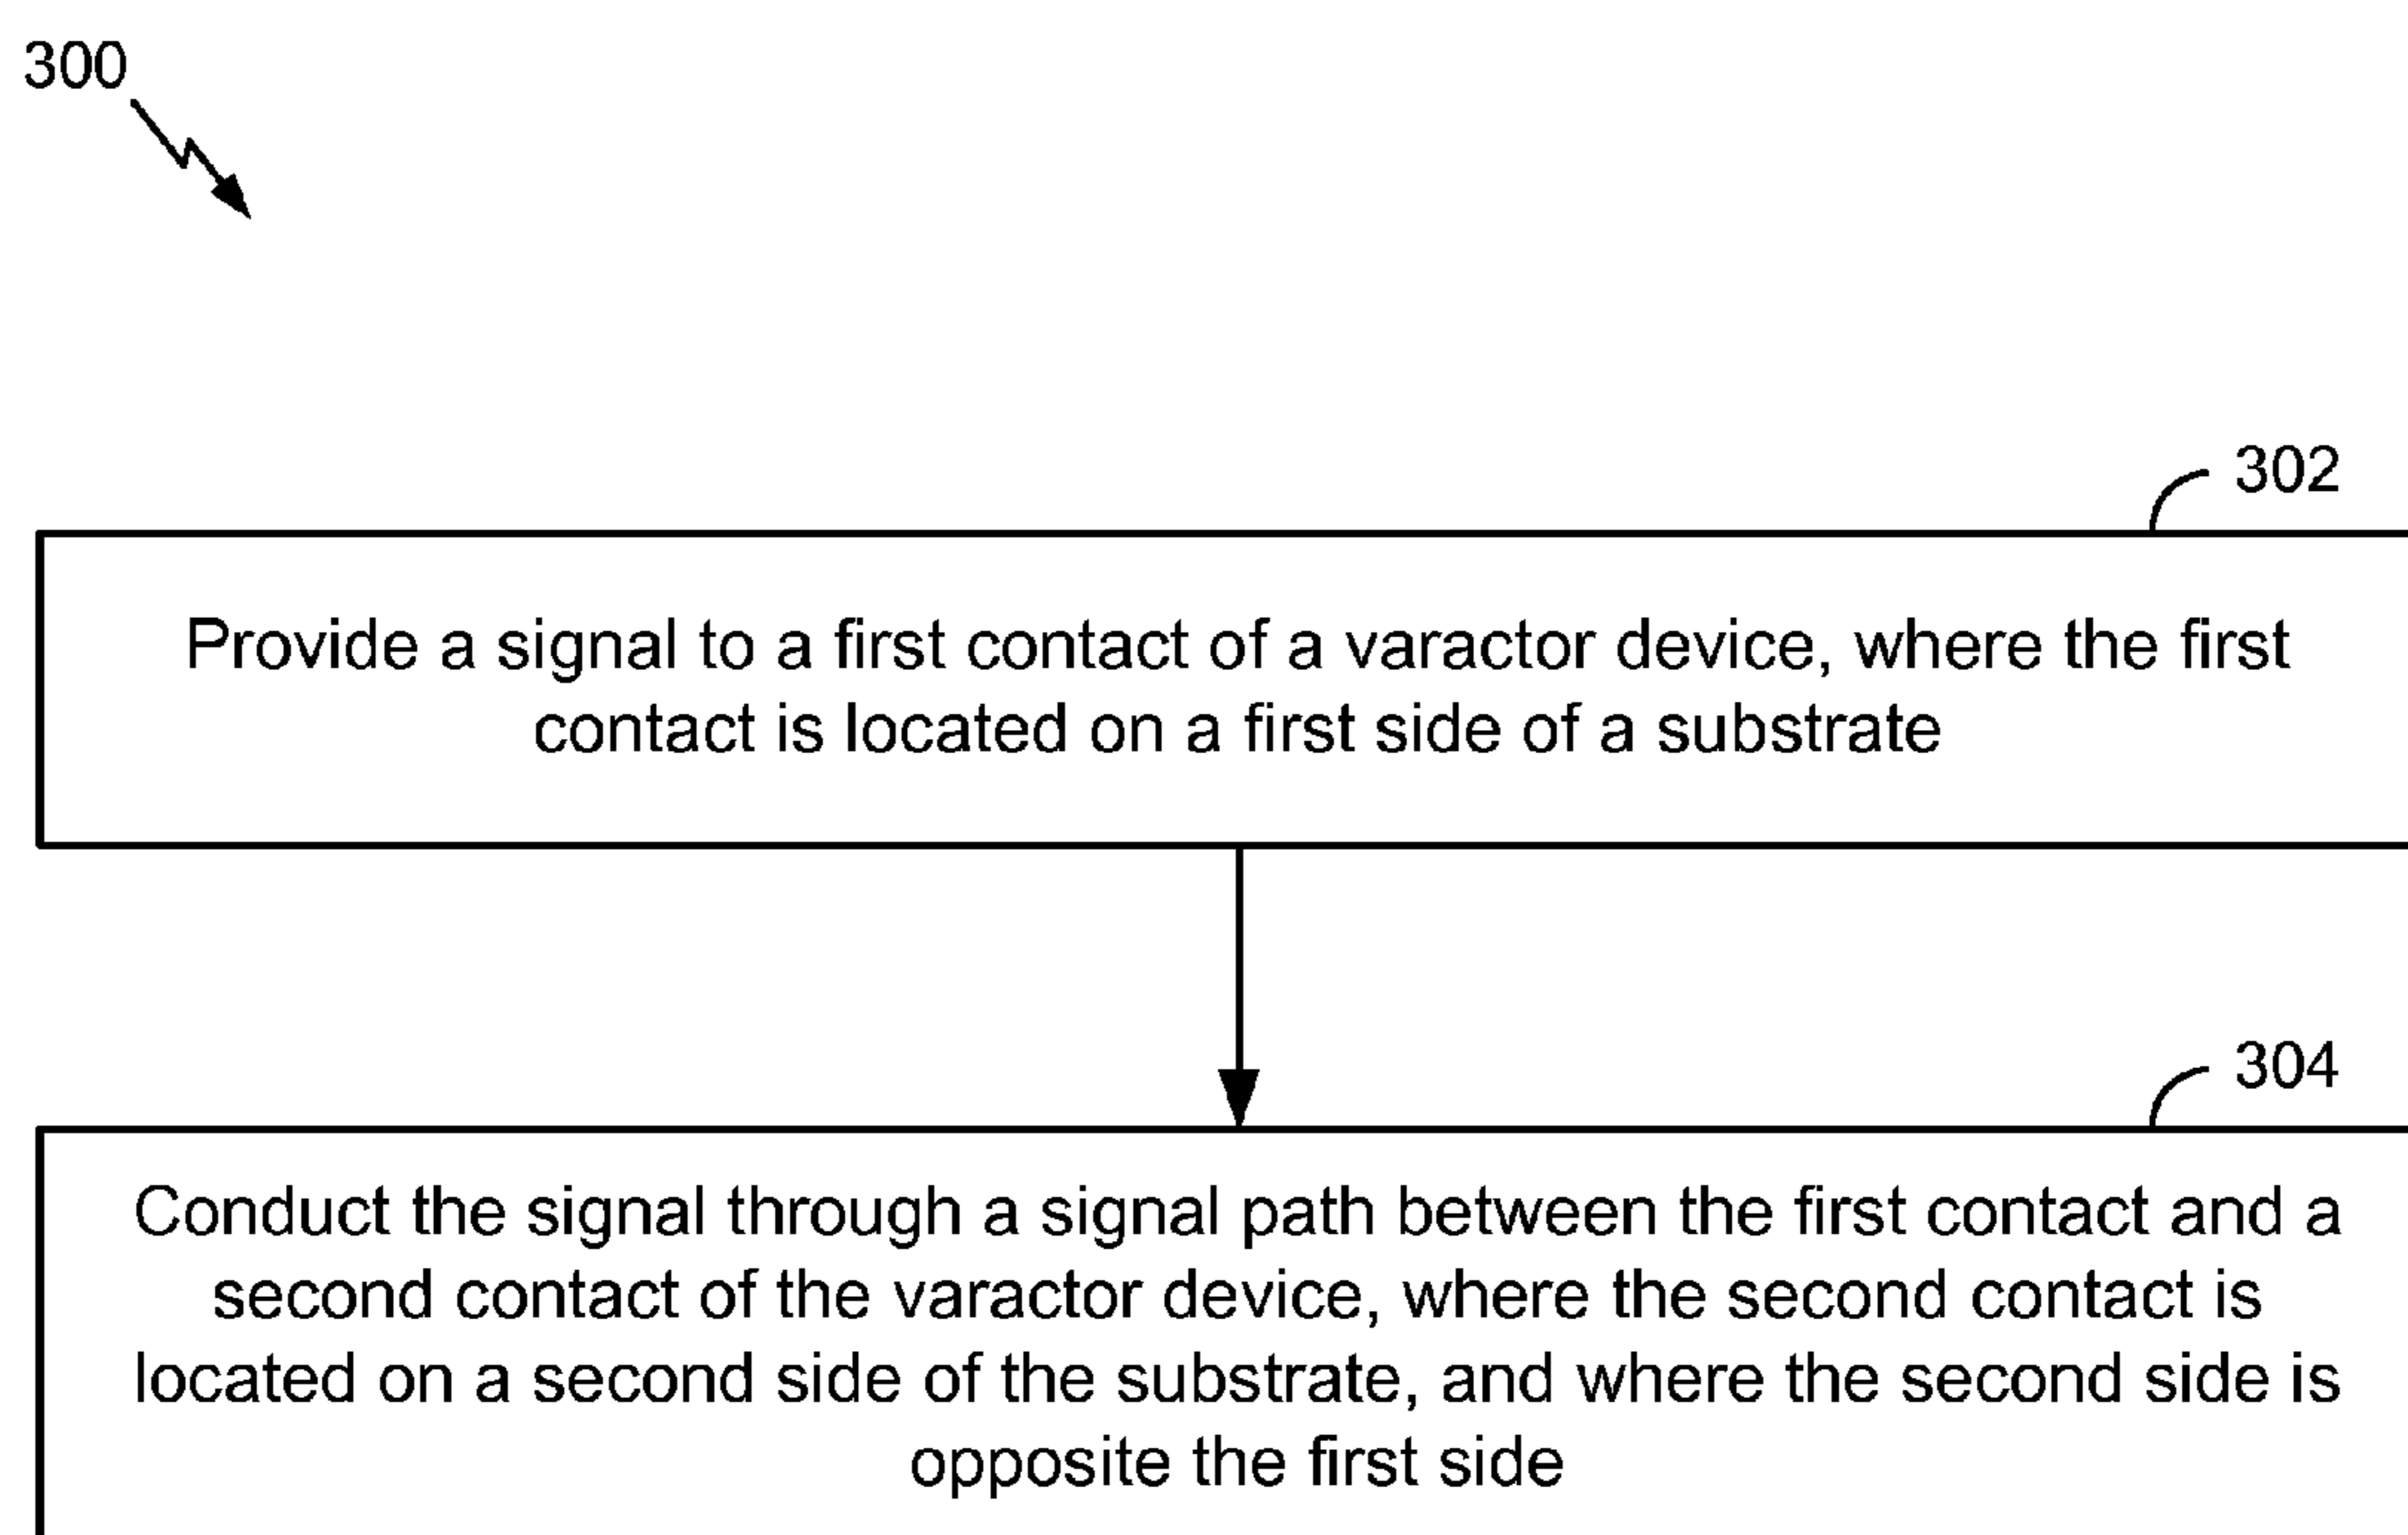 300
302
Provide a signal to a first contact of a varactor device, where the first
contact is located on a first side of a substrate
304
Conduct the signal through a signal path between the first contact and a
second contact of the varactor device, where the second contact is
located on a second side of the substrate, and where the second side is
opposite the first side